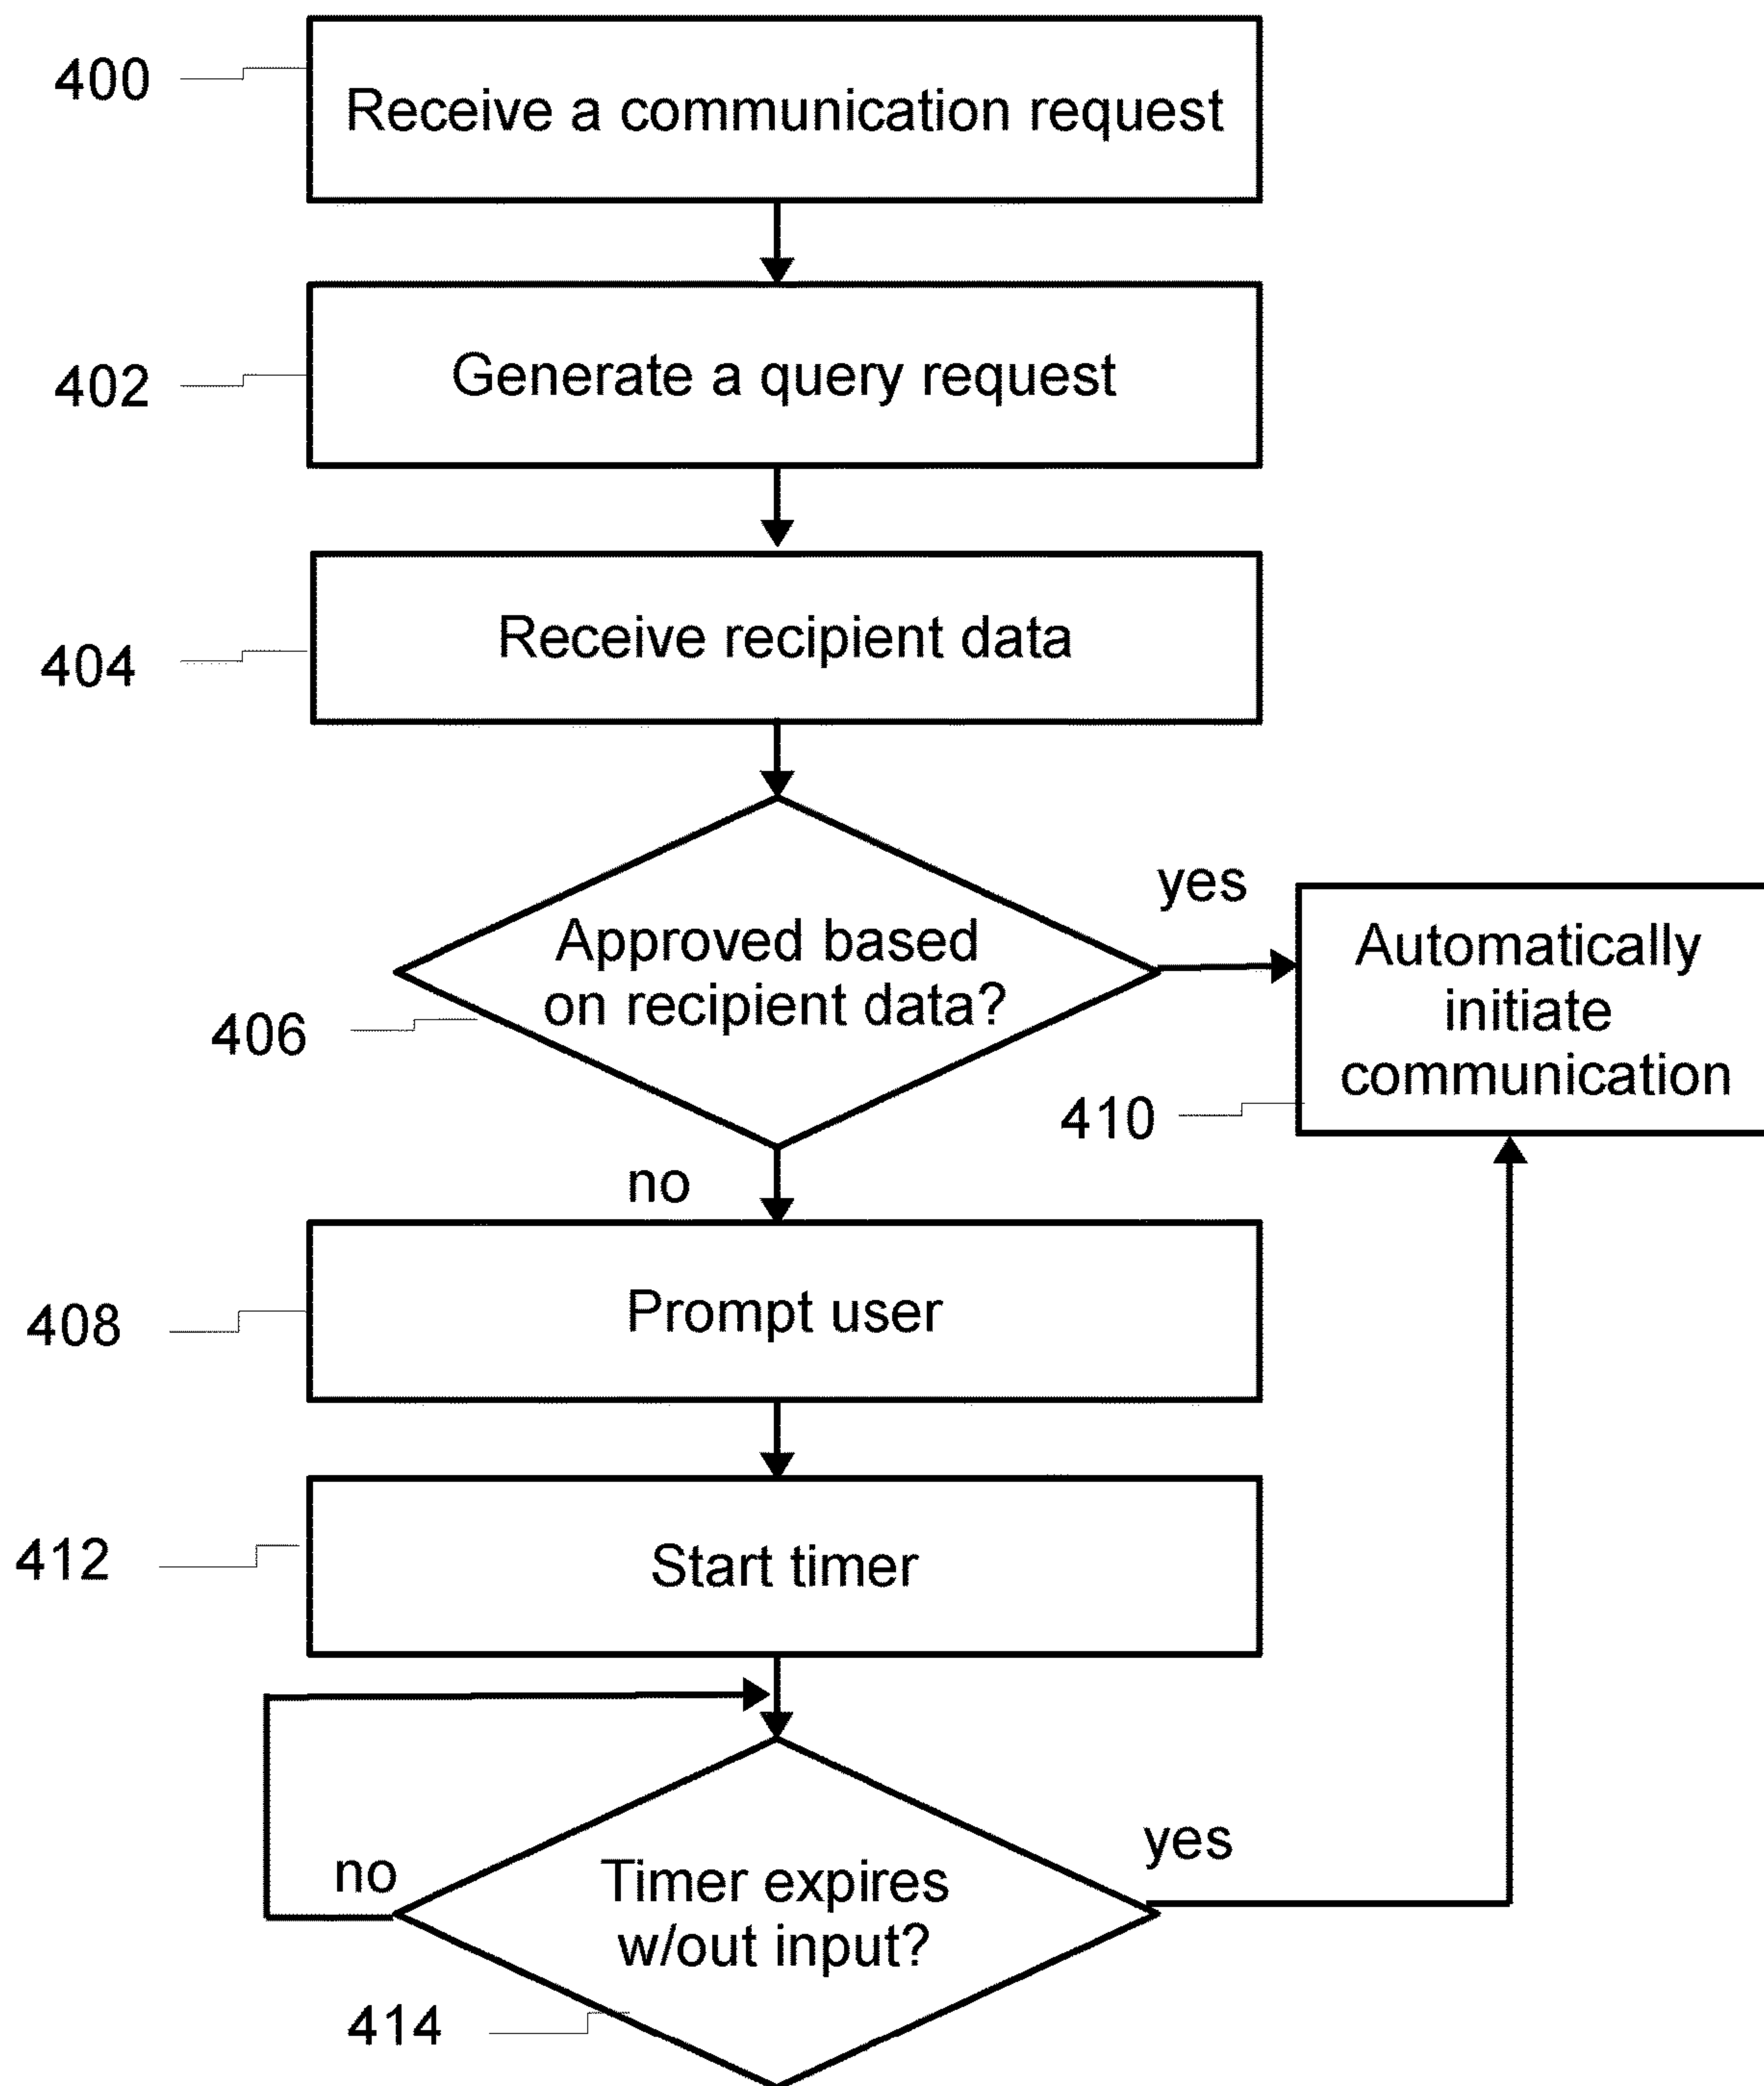 400
Receive a communication request
402
Generate a query request
404
Receive recipient data
yes
Approved based
on recipient data?
406
Automatically
initiate
communication
410
no
408
Prompt user
412
Start timer
no
Timer expires
w/out input?
yes
414